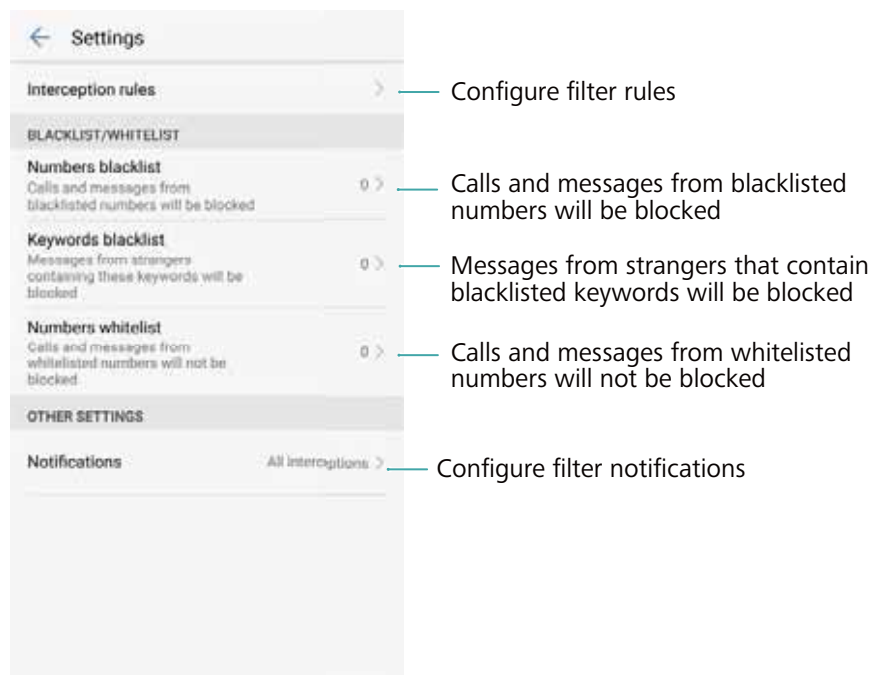 Settings
Interception rules
Configure filter rules
BLACKLIST/WHITELIST
Numbers blacklist
Calls and messages from
blacklisted numbers will be blocked
0
Calls and messages from blacklisted
numbers will be blocked
Keywords blacklist
Messages from strangers
containing these keywords will be
blocked
0
Messages from strangers that contain
blacklisted keywords will be blocked
Numbers whitelist
Calls and messages from
whitelisted numbers will not be
blocked
0
Calls and messages from whitelisted
numbers will not be blocked
OTHER SETTINGS
Notifications
All interceptions
Configure filter notifications